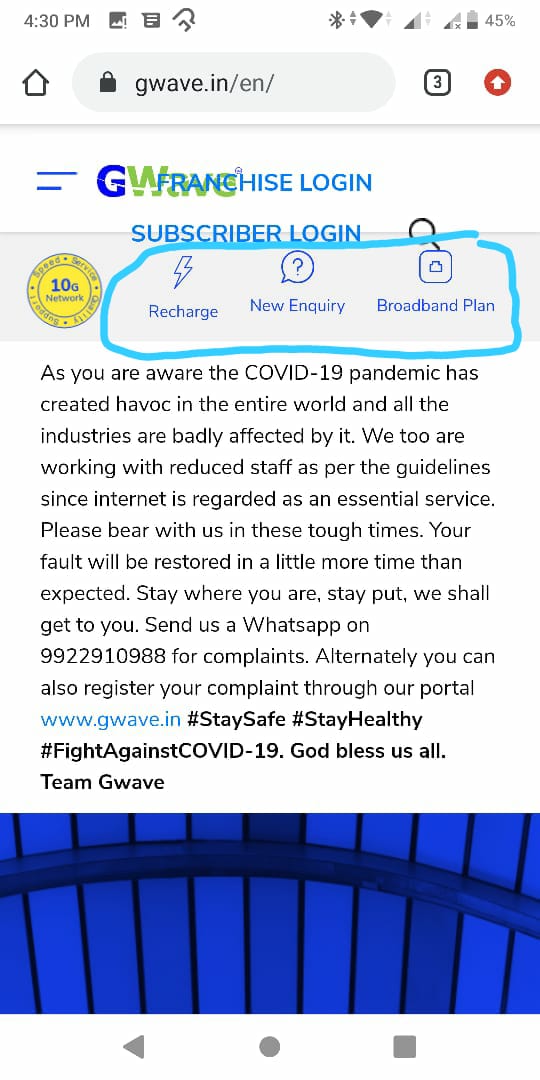 4:30 PM
45%
gwave.in/en/
3
GWave
FRANCHISE LOGIN
SUBSCRIBER LOGIN
Speed • Service • Quality • Support •
10G
Network
Recharge
New Enquiry
Broadband Plan
As you are aware the COVID-19 pandemic has
created havoc in the entire world and all the
industries are badly affected by it. We too are
working with reduced staff as per the guidelines
since internet is regarded as an essential service.
Please bear with us in these tough times. Your
fault will be restored in a little more time than
expected. Stay where you are, stay put, we shall
get to you. Send us a Whatsapp on
9922910988 for complaints. Alternately you can
also register your complaint through our portal
www.gwave.in #StaySafe #StayHealthy
#FightAgainstCOVID-19. God bless us all.
Team Gwave